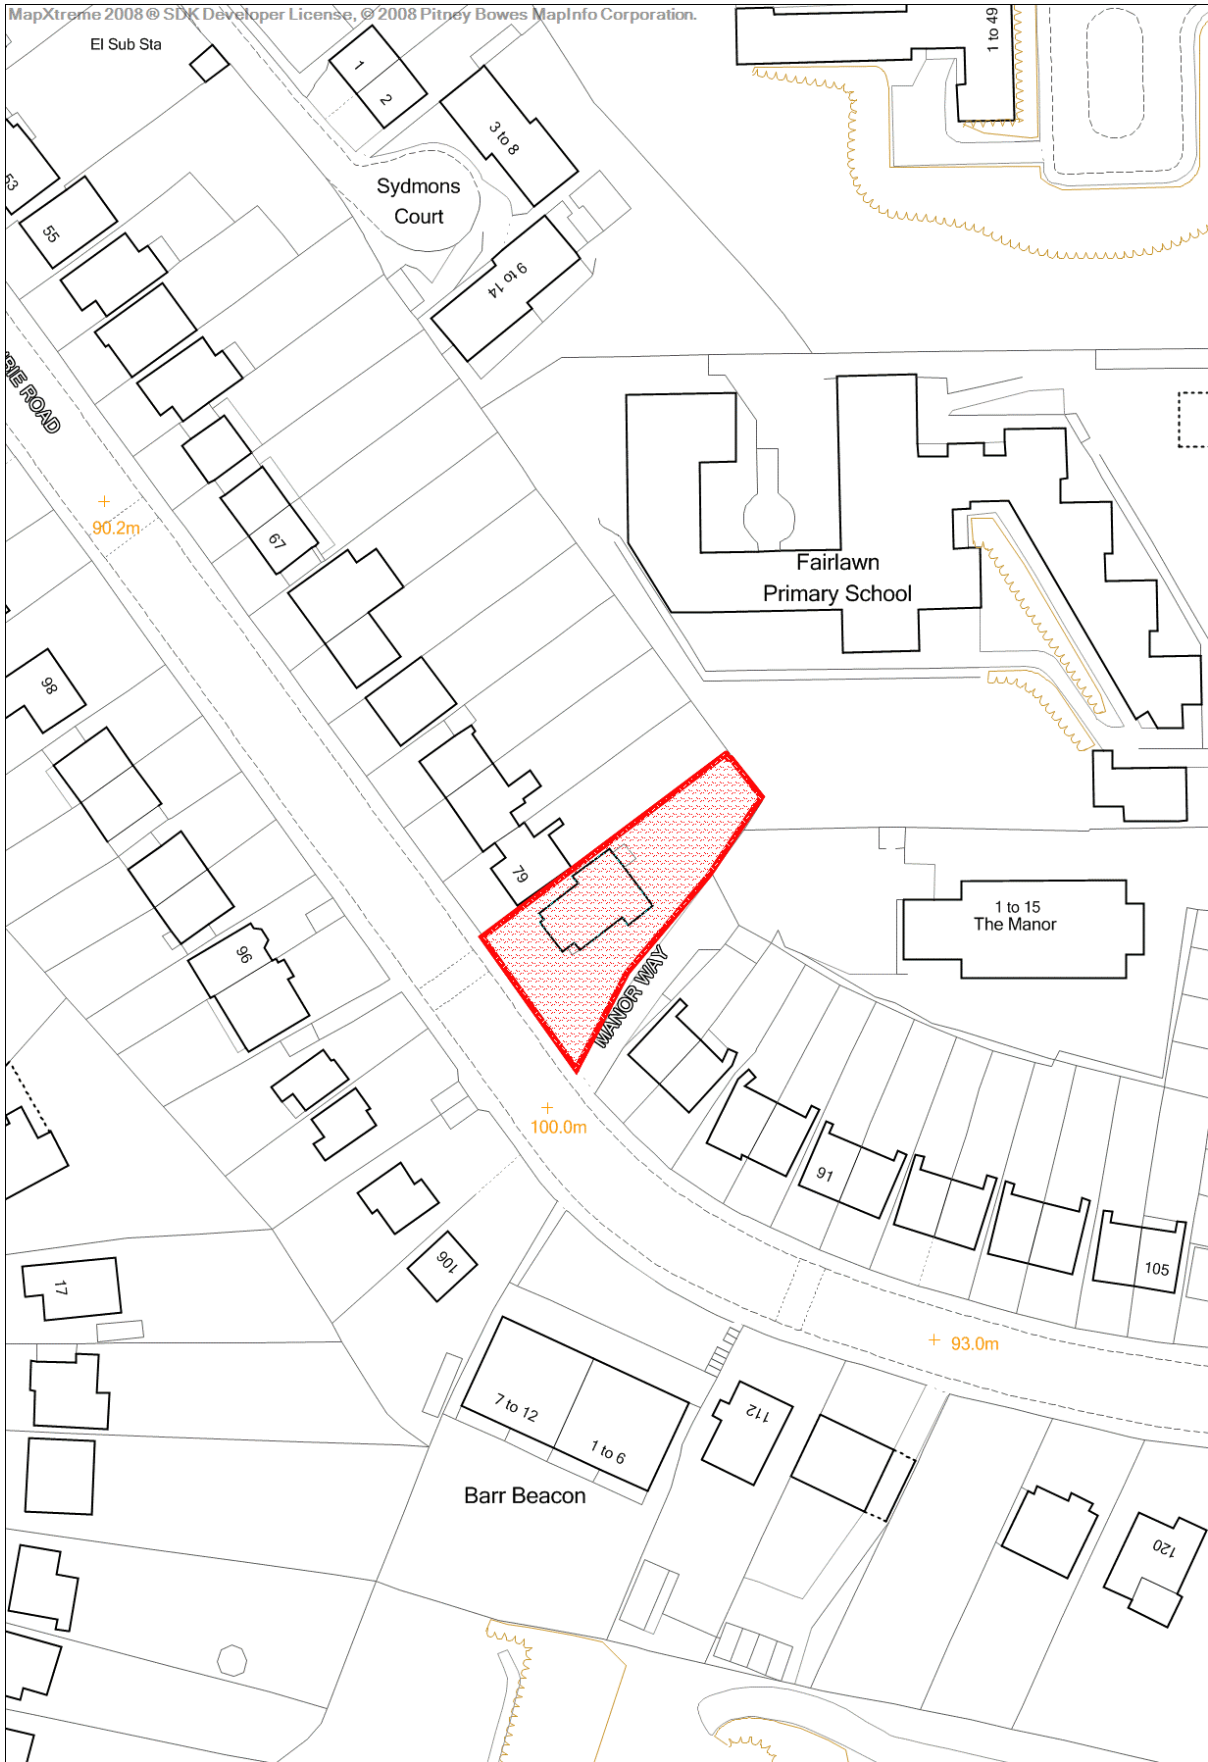 MapXtreme 2008 ® SDK Developer License, © 2008 Pitney Bowes MapInfo Corporation.
El Sub Sta
1
2
3 to 8
1 to 49
Sydmons
Court
53
55
9 to 14
RIE ROAD
90.2m
67
Fairlawn
Primary School
98
79
1 to 15
The Manor
96
MANOR WAY
100.0m
91
106
105
17
93.0m
7 to 12
1 to 6
112
Barr Beacon
120